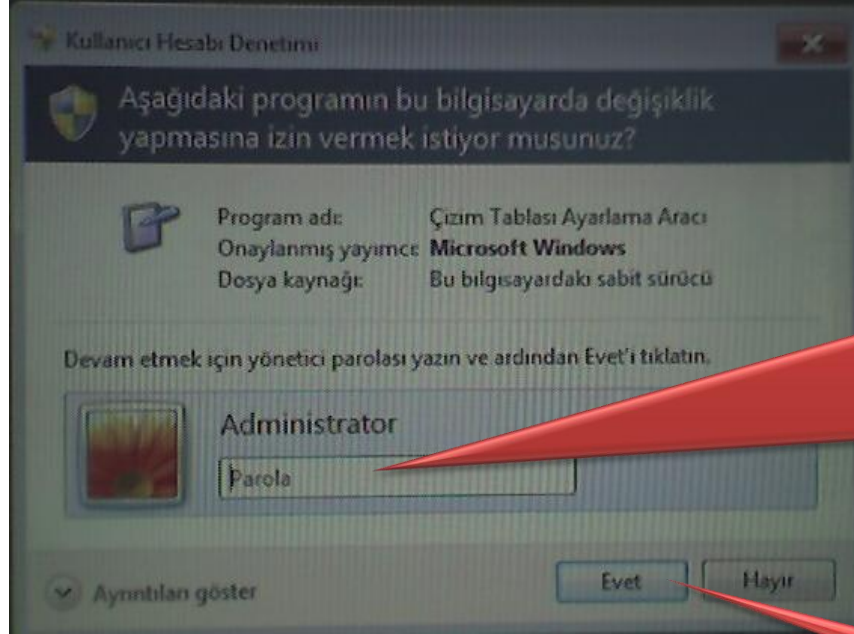 Kullanıcı Hesabı Denetimi
Aşağıdaki programın bu bilgisayarda değişiklik
yapmasına izin vermek istiyor musunuz?
Program adı: Çizim Tablası Ayarlama Aracı
Onaylanmış yayımcı: Microsoft Windows
Dosya kaynağı: Bu bilgisayardaki sabit sürücü
Devam etmek için yönetici parolası yazın ve ardından Evet'i tıklatın.
Administrator
Parola
Ayrıntıları göster
Evet
Hayır